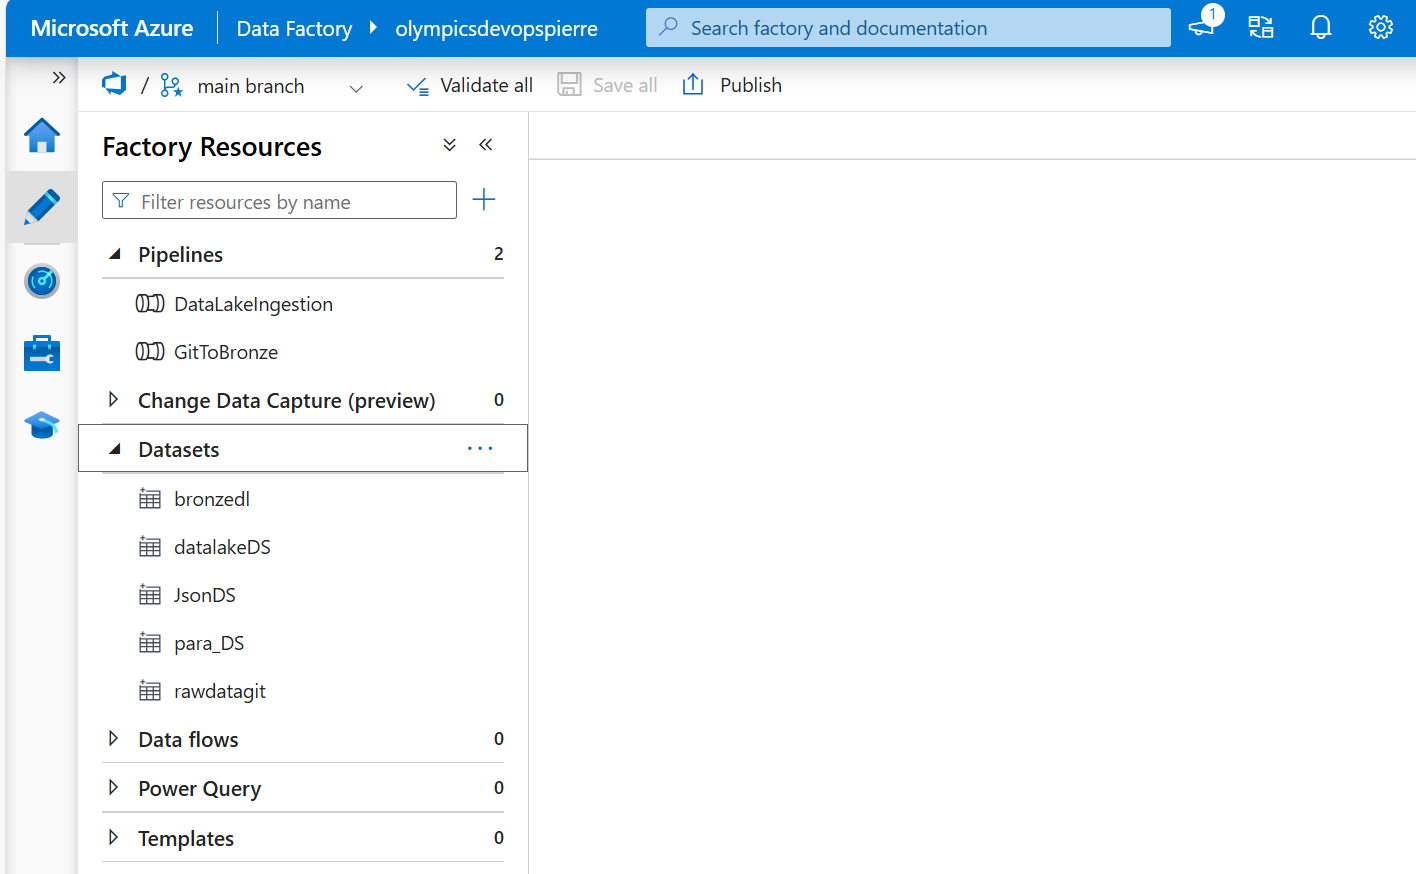 Microsoft Azure Data Factory olympicsdevopspierre Search factory and documentation 1
/ main branch Validate all Save all Publish
Factory Resources
Filter resources by name
Pipelines 2
DataLakeIngestion
GitToBronze
Change Data Capture (preview) 0
Datasets
bronzedl
datalakeDS
JsonDS
para_DS
rawdatagit
Data flows 0
Power Query 0
Templates 0